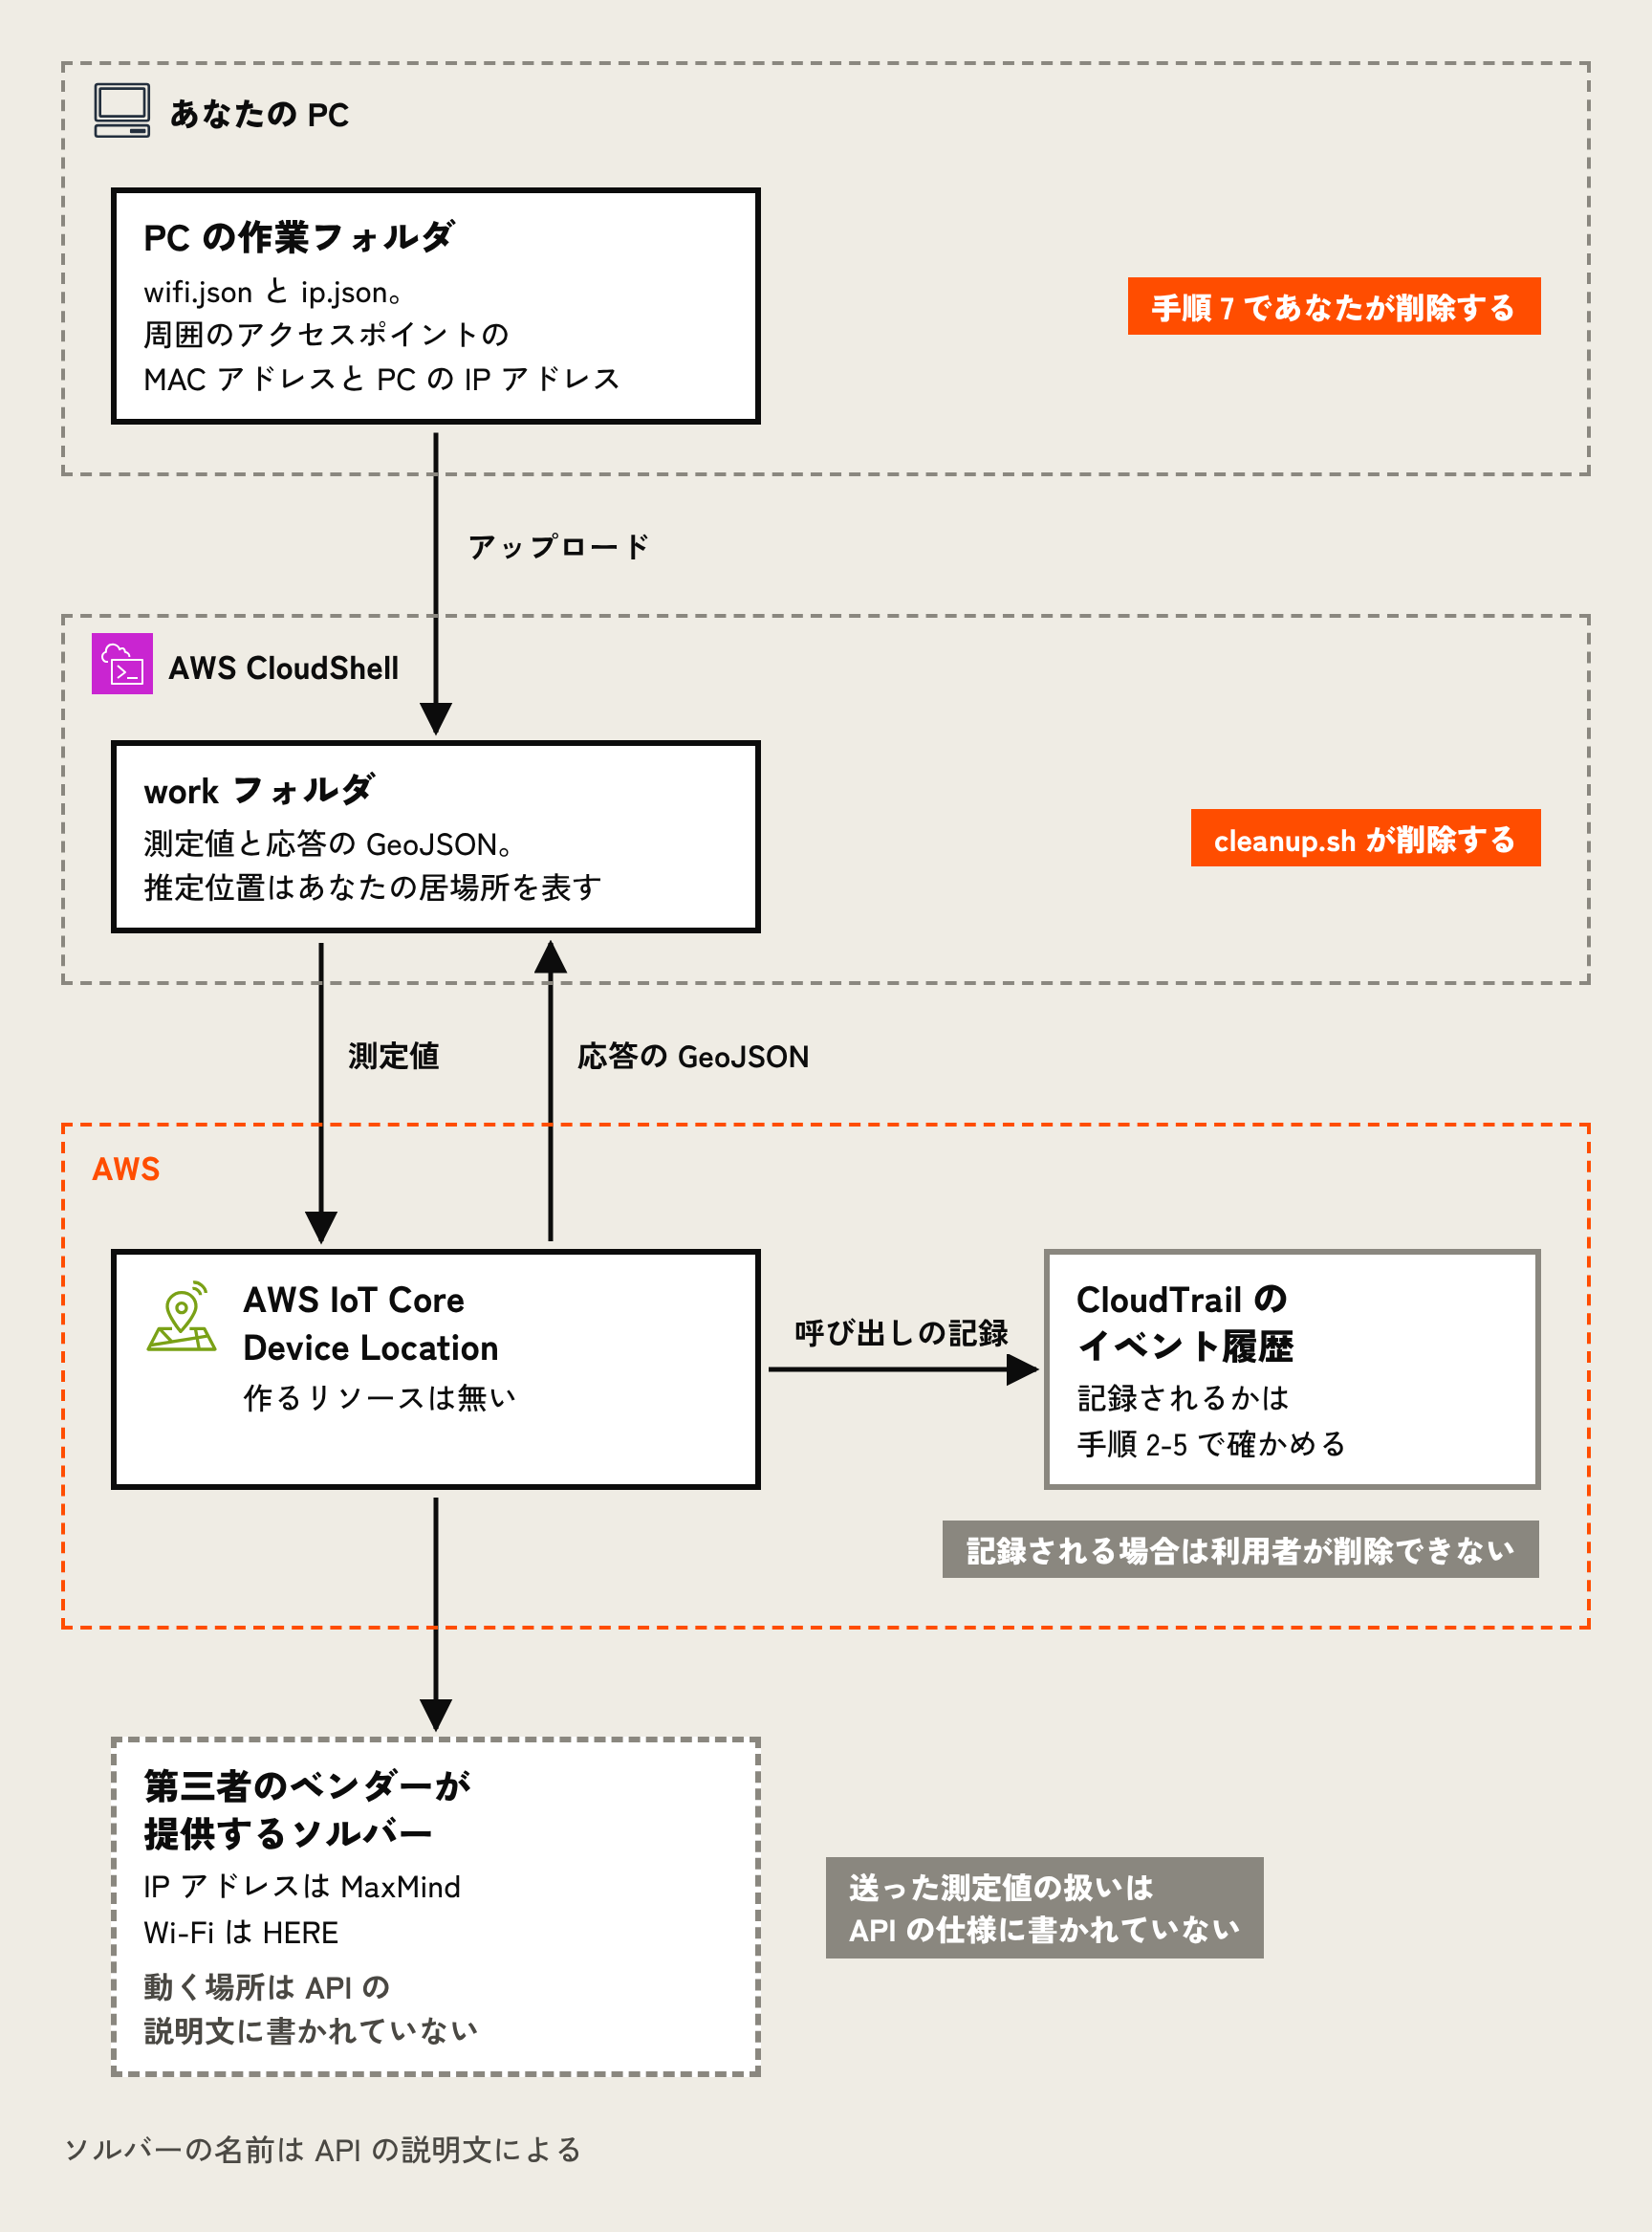 あなたの PC
PC の作業フォルダ
wifi.json と ip.json。
周囲のアクセスポイントの
MAC アドレスと PC の IP アドレス
手順 7 であなたが削除する
アップロード
AWS CloudShell
work フォルダ
測定値と応答の GeoJSON。
推定位置はあなたの居場所を表す
cleanup.sh が削除する
測定値
応答の GeoJSON
AWS
AWS IoT Core
Device Location
作るリソースは無い
呼び出しの記録
CloudTrail の
イベント履歴
記録されるかは
手順 2-5 で確かめる
記録される場合は利用者が削除できない
第三者のベンダーが
提供するソルバー
IP アドレスは MaxMind
Wi-Fi は HERE
動く場所は API の
説明文に書かれていない
送った測定値の扱いは
API の仕様に書かれていない
ソルバーの名前は API の説明文による